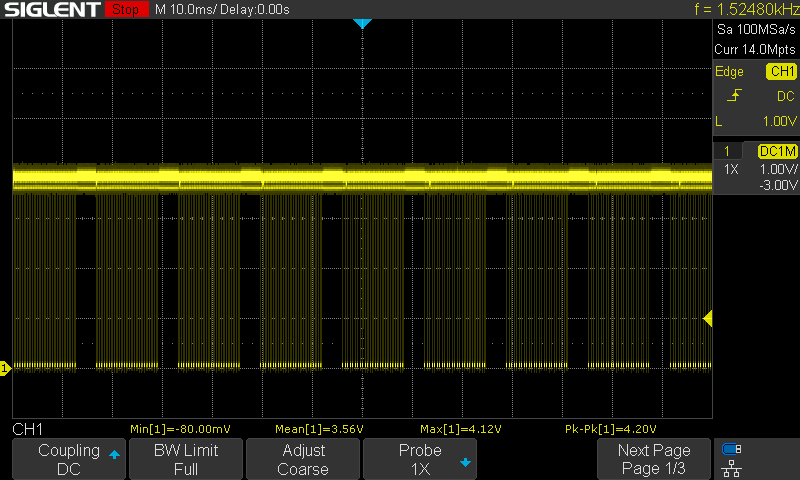 SIGLENT Stop M 10.0ms/ Delay:0.00s f = 1.52480kHz
Sa 100MSa/s
Curr 14.0Mpts
Edge CH1
DC
L 1.00V
1 DC1M
1X 1.00V/
-3.00V
1
CH1 Min[1]=-80.00mV Mean[1]=3.56V Max[1]=4.12V Pk-Pk[1]=4.20V
Coupling BW Limit Adjust Probe Next Page
DC Full Coarse 1X Page 1/3